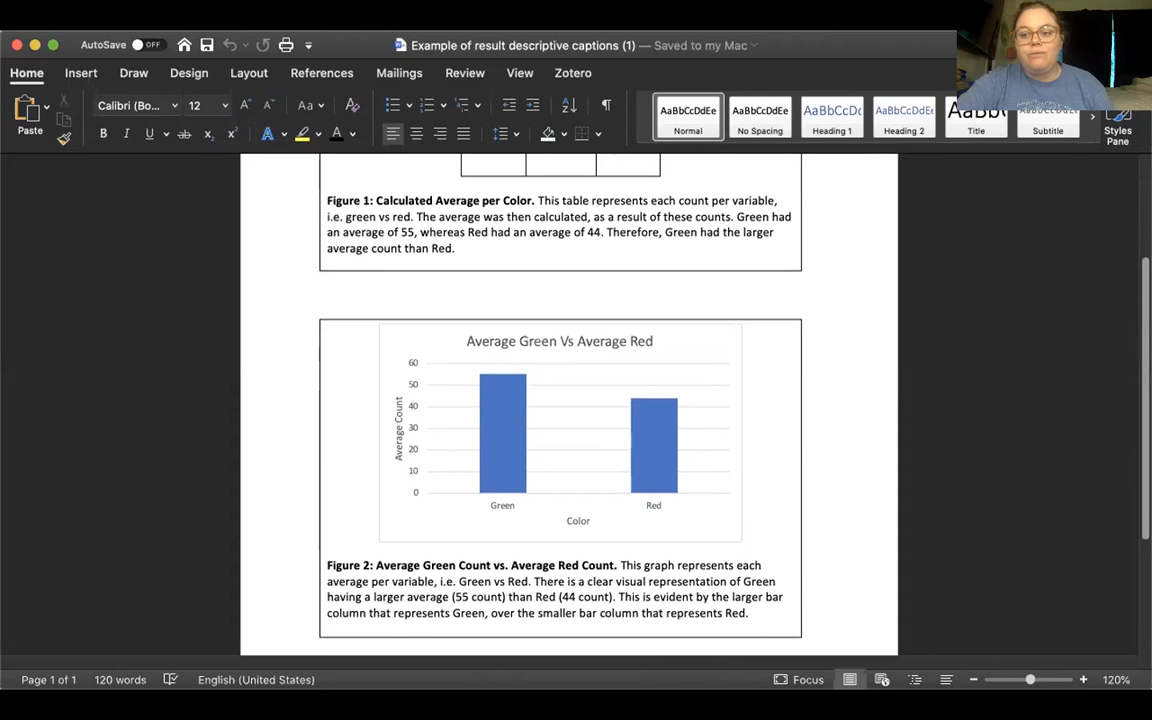 AutoSave OFF
Example of result descriptive captions (1) — Saved to my Mac
Home Insert Draw Design Layout References Mailings Review View Zotero
Paste
Calibri (Bo... 12
Aa
AaBbCcDdEe AaBbCcDdEe AaBbCcDc AaBbCcDdEe AaBb
Normal No Spacing Heading 1 Heading 2 Title Subtitle
Styles
Pane
Figure 1: Calculated Average per Color. This table represents each count per variable,
i.e. green vs red. The average was then calculated, as a result of these counts. Green had
an average of 55, whereas Red had an average of 44. Therefore, Green had the larger
average count than Red.
Average Green Vs Average Red
60
50
40
30
20
10
0
Average Count
Green Red
Color
Figure 2: Average Green Count vs. Average Red Count. This graph represents each
average per variable, i.e. Green vs Red. There is a clear visual representation of Green
having a larger average (55 count) than Red (44 count). This is evident by the larger bar
column that represents Green, over the smaller bar column that represents Red.
Page 1 of 1 120 words English (United States) Focus 120%